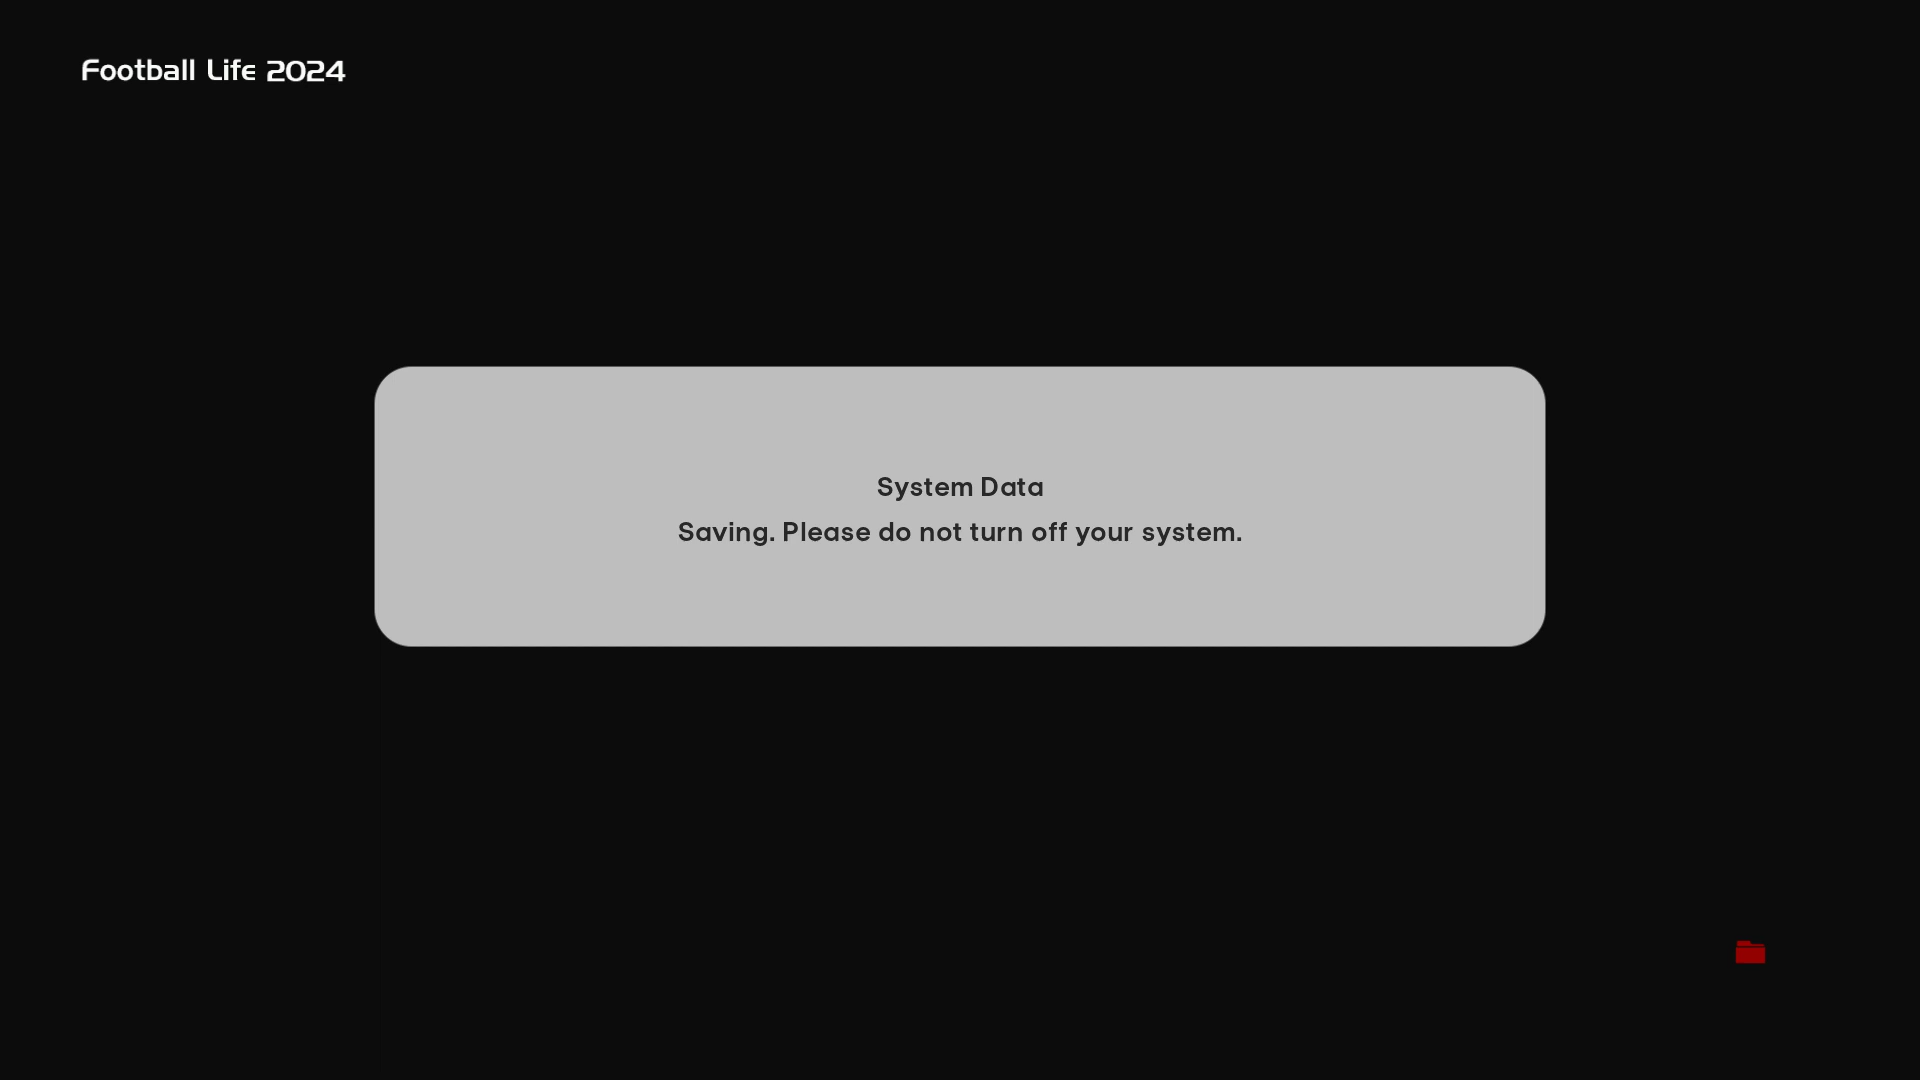 Football Life 2024
System Data
Saving. Please do not turn off your system.